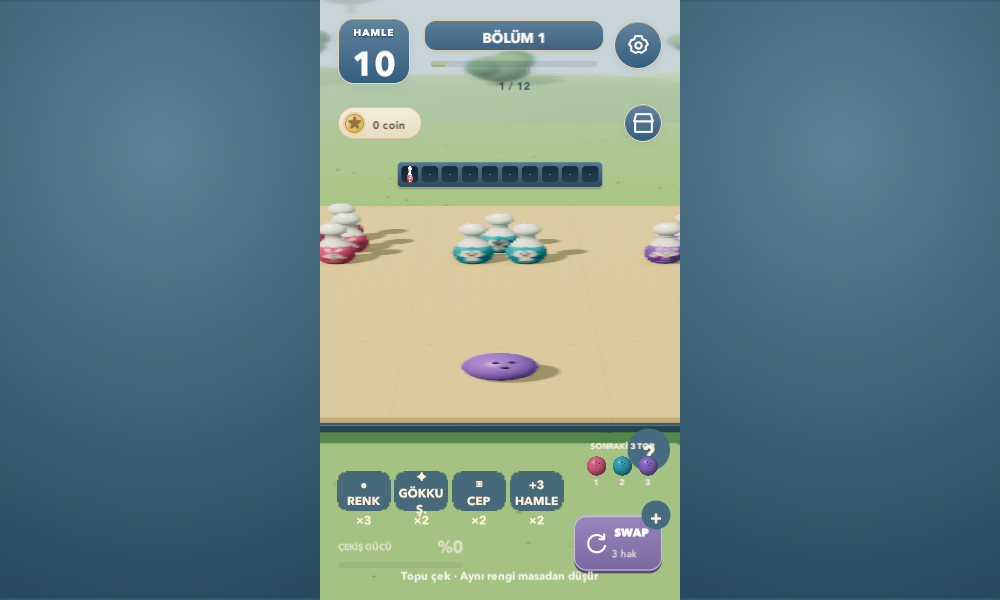 HAMLE
10
BÖLÜM 1
1 / 12
0 coin
SONRAKİ 3 TOP
?
1 2 3
RENK
GÖKKU
Ş.
CEP
+3
HAMLE
×3
×2
×2
×2
+
SWAP
3 hak
ÇEKİŞ GÜCÜ
%0
Topu çek · Aynı rengi masadan düşür